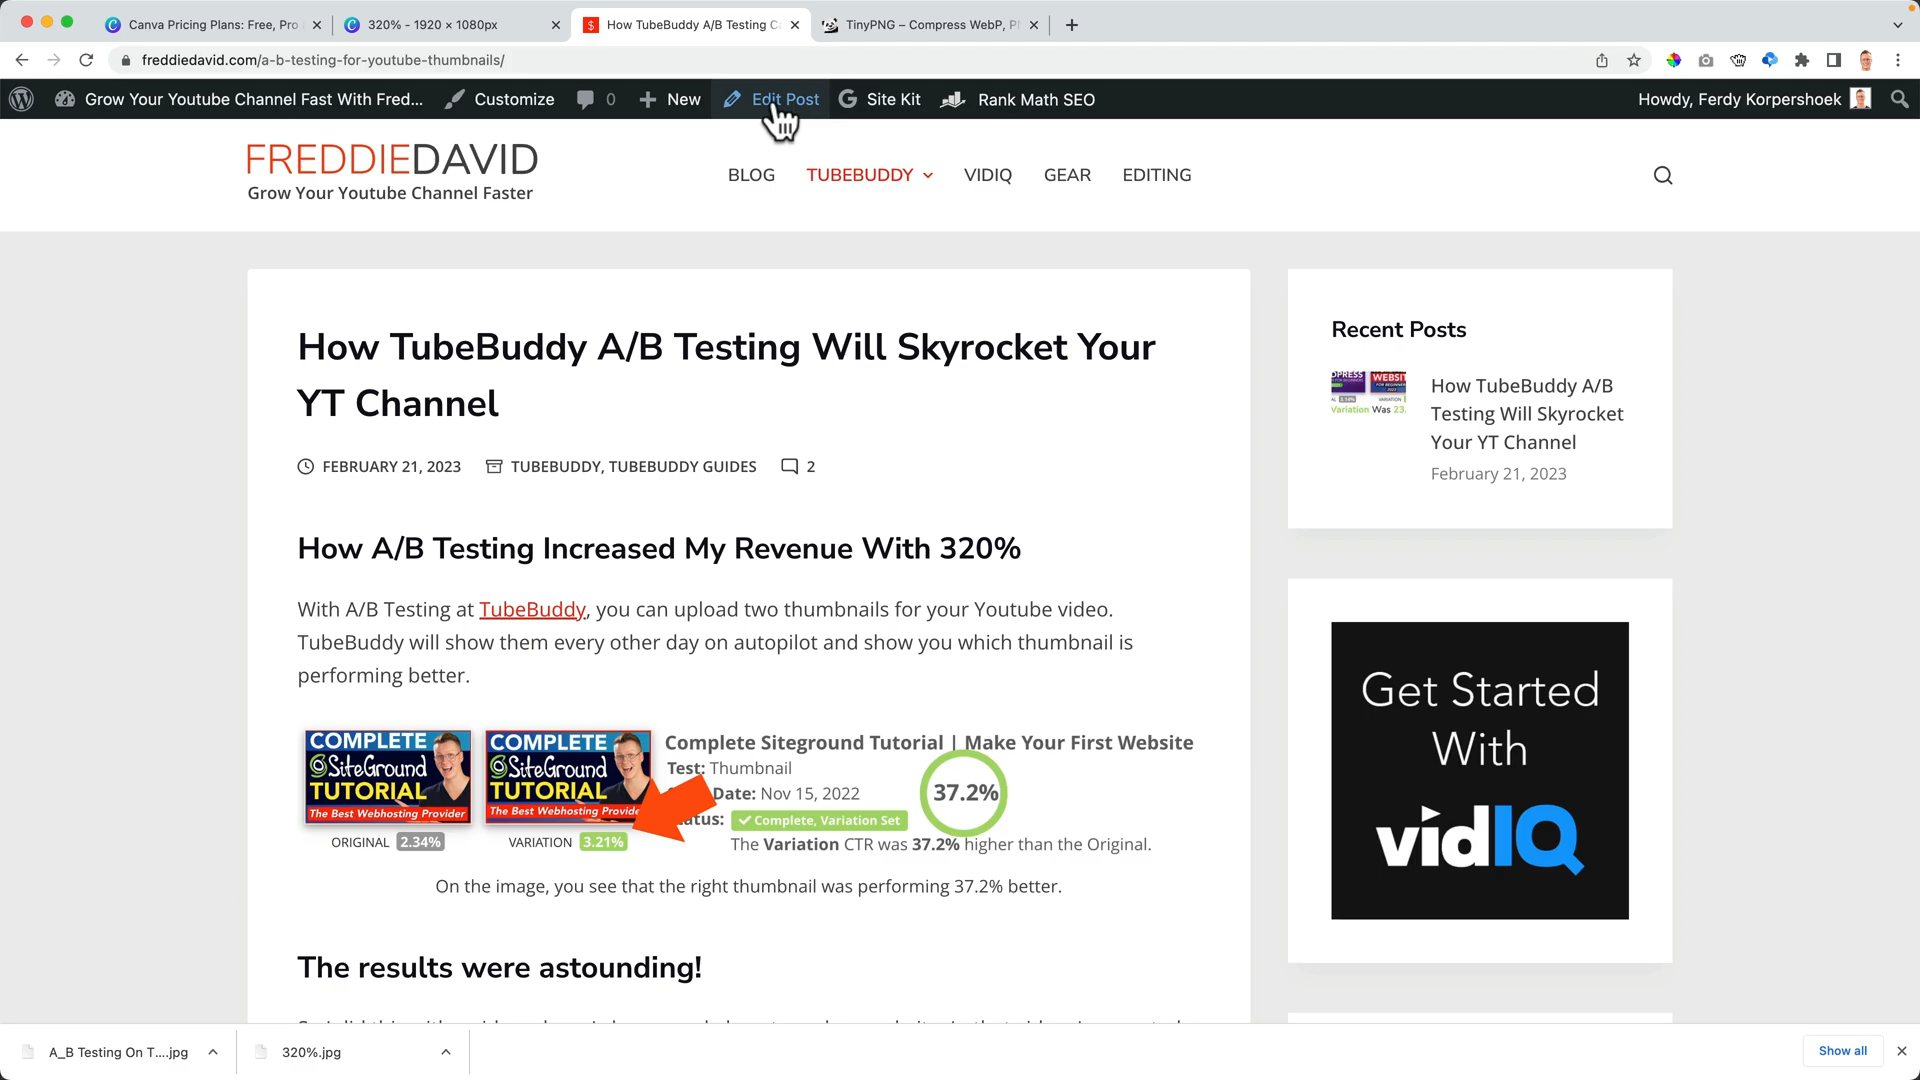 Canva Pricing Plans: Free, Pro
320% - 1920 × 1080px
How TubeBuddy A/B Testing C
TinyPNG – Compress WebP, P
freddiedavid.com/a-b-testing-for-youtube-thumbnails/
Grow Your Youtube Channel Fast With Fred... Customize 0 New Edit Post Site Kit Rank Math SEO Howdy, Ferdy Korpershoek
FREDDIEDAVID
Grow Your Youtube Channel Faster
BLOG TUBEBUDDY VIDIQ GEAR EDITING
How TubeBuddy A/B Testing Will Skyrocket Your
YT Channel
FEBRUARY 21, 2023 TUBEBUDDY, TUBEBUDDY GUIDES 2
How A/B Testing Increased My Revenue With 320%
With A/B Testing at TubeBuddy, you can upload two thumbnails for your Youtube video.
TubeBuddy will show them every other day on autopilot and show you which thumbnail is
performing better.
COMPLETE
SiteGround
TUTORIAL
The Best Webhosting Provider
ORIGINAL 2.34%
COMPLETE
SiteGround
TUTORIAL
The Best Webhosting Provide
VARIATION 3.21%
Complete Siteground Tutorial | Make Your First Website
Test: Thumbnail
Date: Nov 15, 2022
atus: ✓ Complete, Variation Set
37.2%
The Variation CTR was 37.2% higher than the Original.
On the image, you see that the right thumbnail was performing 37.2% better.
The results were astounding!
Recent Posts
How TubeBuddy A/B
Testing Will Skyrocket
Your YT Channel
February 21, 2023
Get Started
With
vidIQ
A_B Testing On T....jpg
320%.jpg
Show all